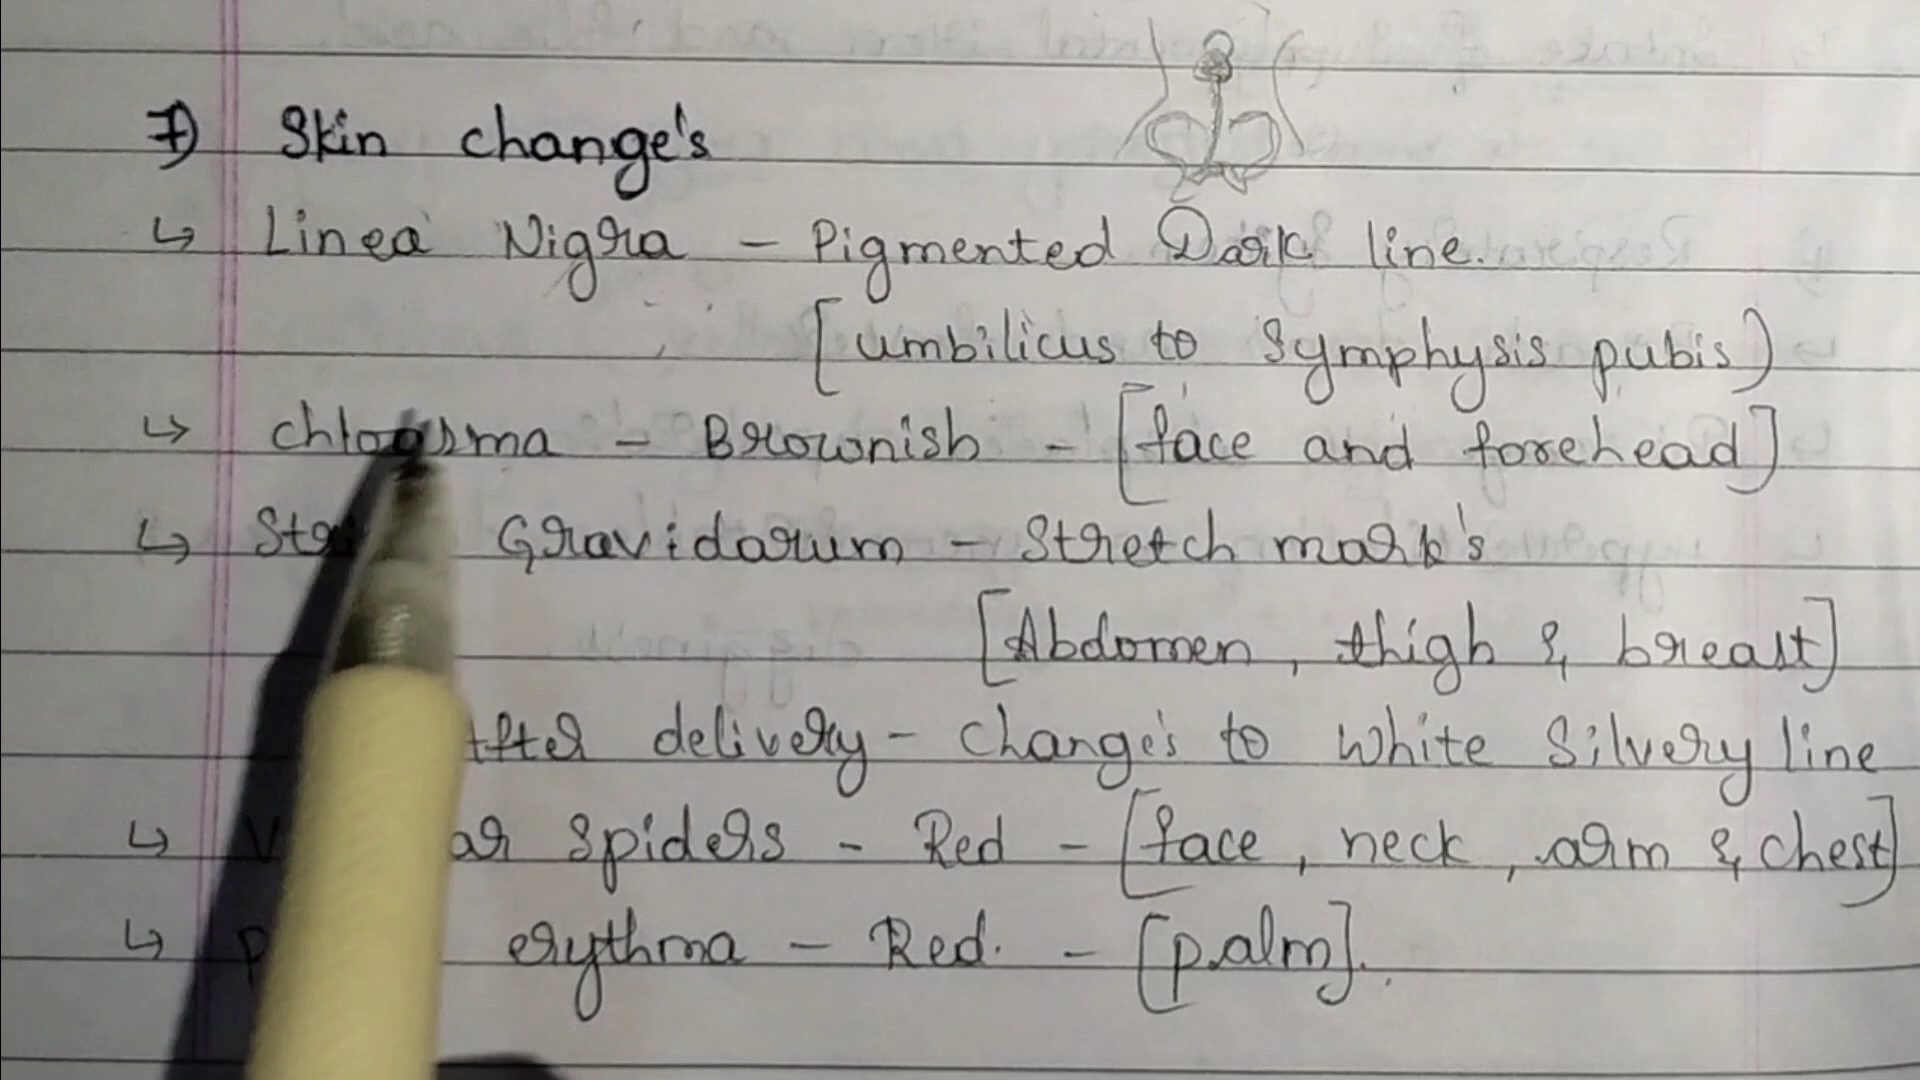 7) Skin change's
↳ Linea Nigra - Pigmented Dark line.
[umbilicus to Symphysis pubis)
↳ chloasma - Brownish - [face and forehead]
↳ Gravidarum - Stretch mark's
[Abdomen, thigh & breast]
After delivery - Change's to white Silvery line
↳ Spiders - Red - [face, neck, arm & chest]
↳ erythma - Red. - [palm].